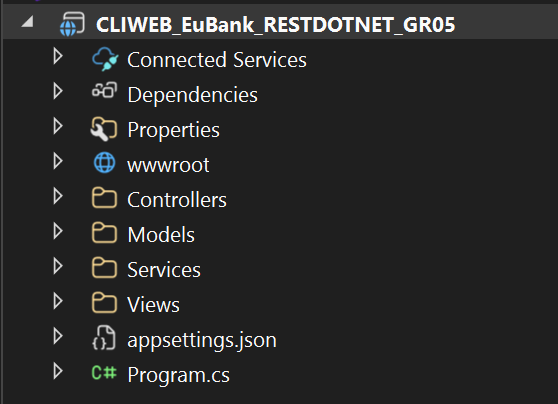 CLIWEB_EuBank_RESTDOTNET_GR05
Connected Services
Dependencies
Properties
wwwroot
Controllers
Models
Services
Views
appsettings.json
C# Program.cs